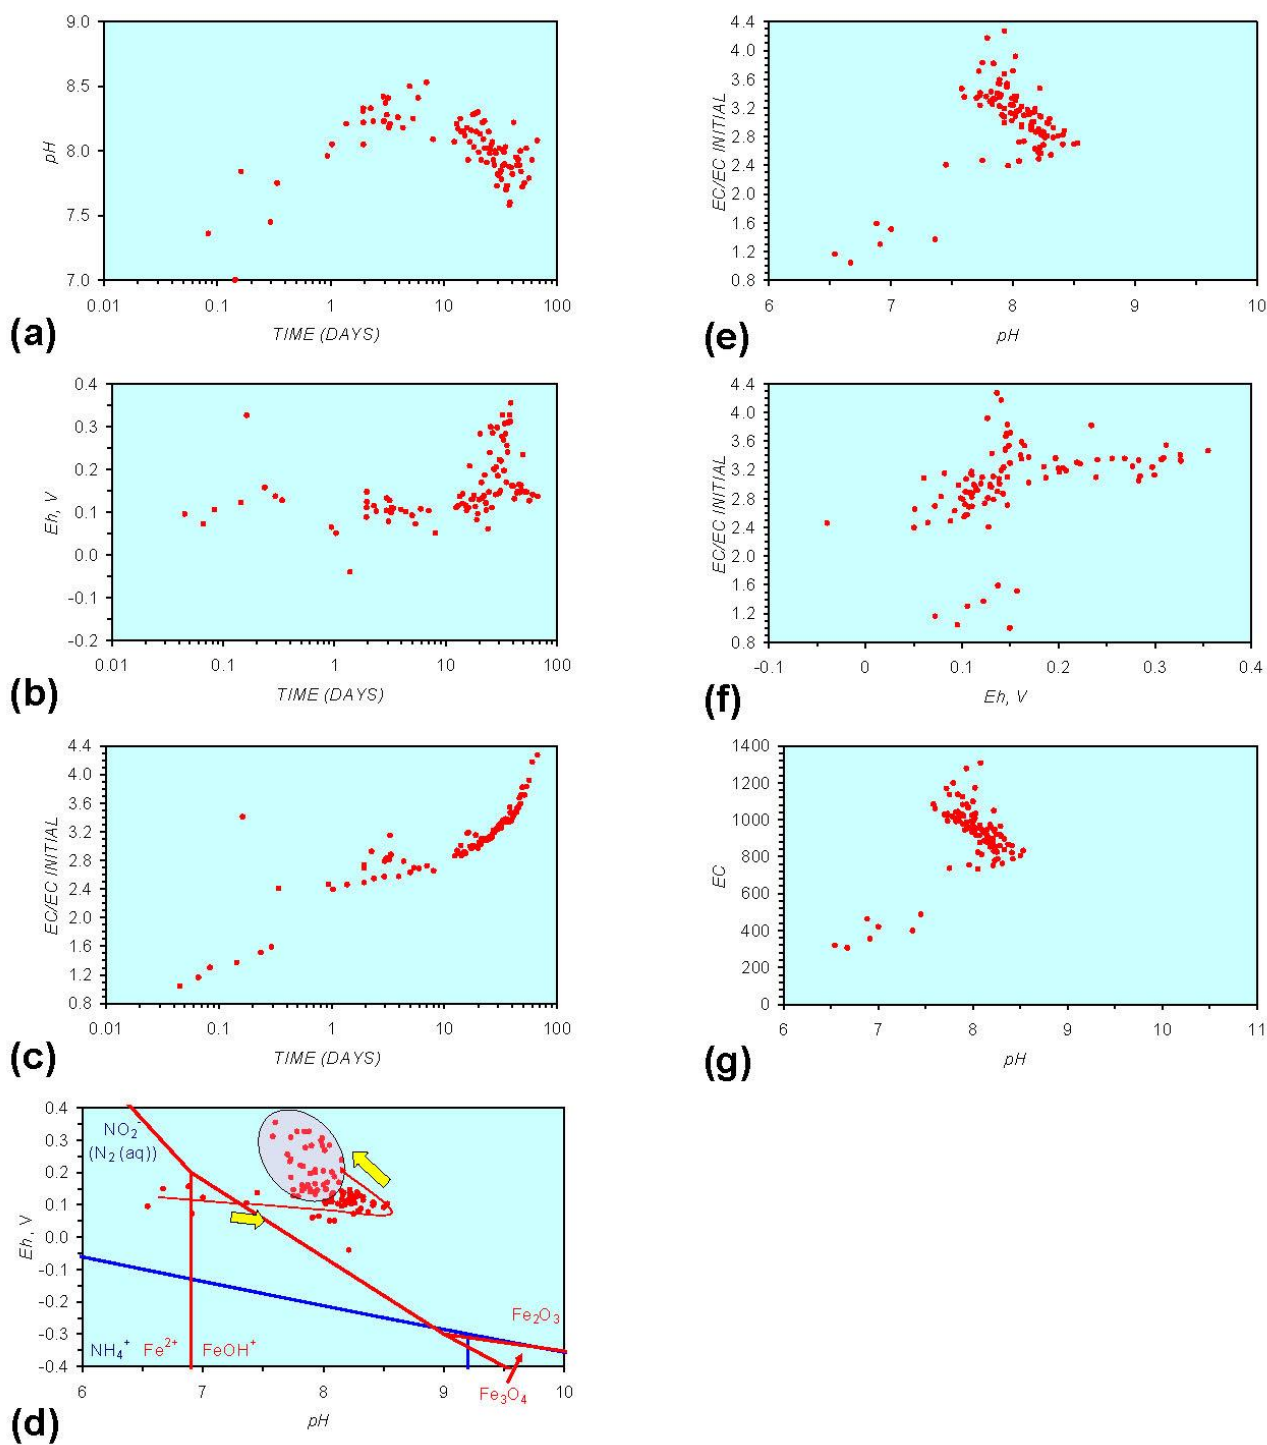 9.0
8.5
8.0
7.5
7.0
pH
0.01 0.1 1 10 100
TIME (DAYS)
(a)
0.4
0.3
0.2
0.1
0.0
-0.1
-0.2
Eh, V
0.01 0.1 1 10 100
TIME (DAYS)
(b)
4.4
4.0
3.6
3.2
2.8
2.4
2.0
1.6
1.2
0.8
EC/EC INITIAL
0.01 0.1 1 10 100
TIME (DAYS)
(c)
0.4
0.3
0.2
0.1
0.0
-0.1
-0.2
-0.3
-0.4
Eh, V
NO₂⁻
(N₂(aq))
NH₄⁺ Fe²⁺ FeOH⁺
Fe₂O₃
Fe₃O₄
6 7 8 9 10
pH
(d)
4.4
4.0
3.6
3.2
2.8
2.4
2.0
1.6
1.2
0.8
EC/EC INITIAL
6 7 8 9 10
pH
(e)
4.4
4.0
3.6
3.2
2.8
2.4
2.0
1.6
1.2
0.8
EC/EC INITIAL
-0.1 0 0.1 0.2 0.3 0.4
Eh, V
(f)
1400
1200
1000
800
600
400
200
0
EC
6 7 8 9 10 11
pH
(g)